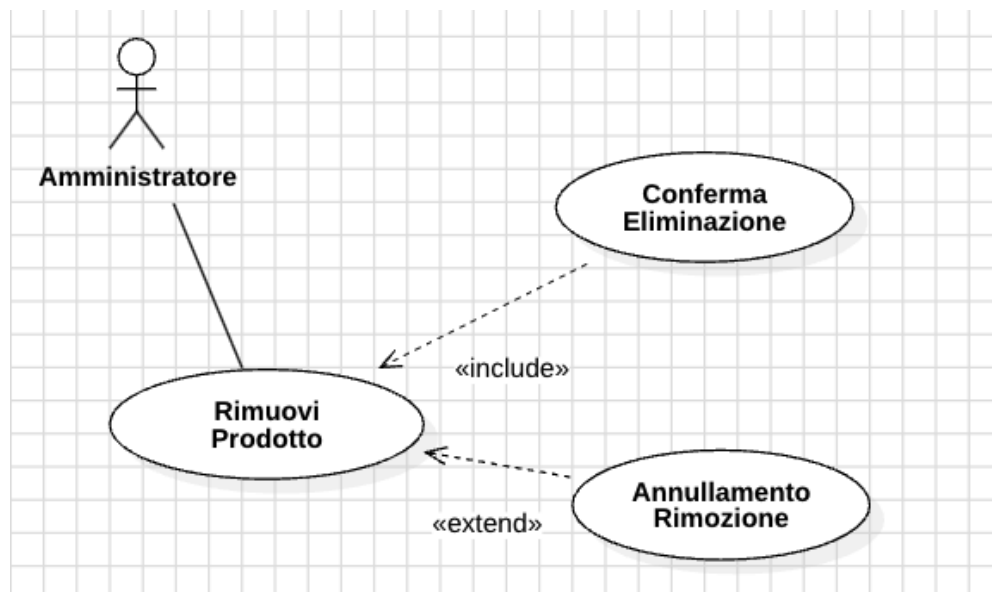 Amministratore
Conferma
Eliminazione
«include»
Rimuovi
Prodotto
Annullamento
Rimozione
«extend»